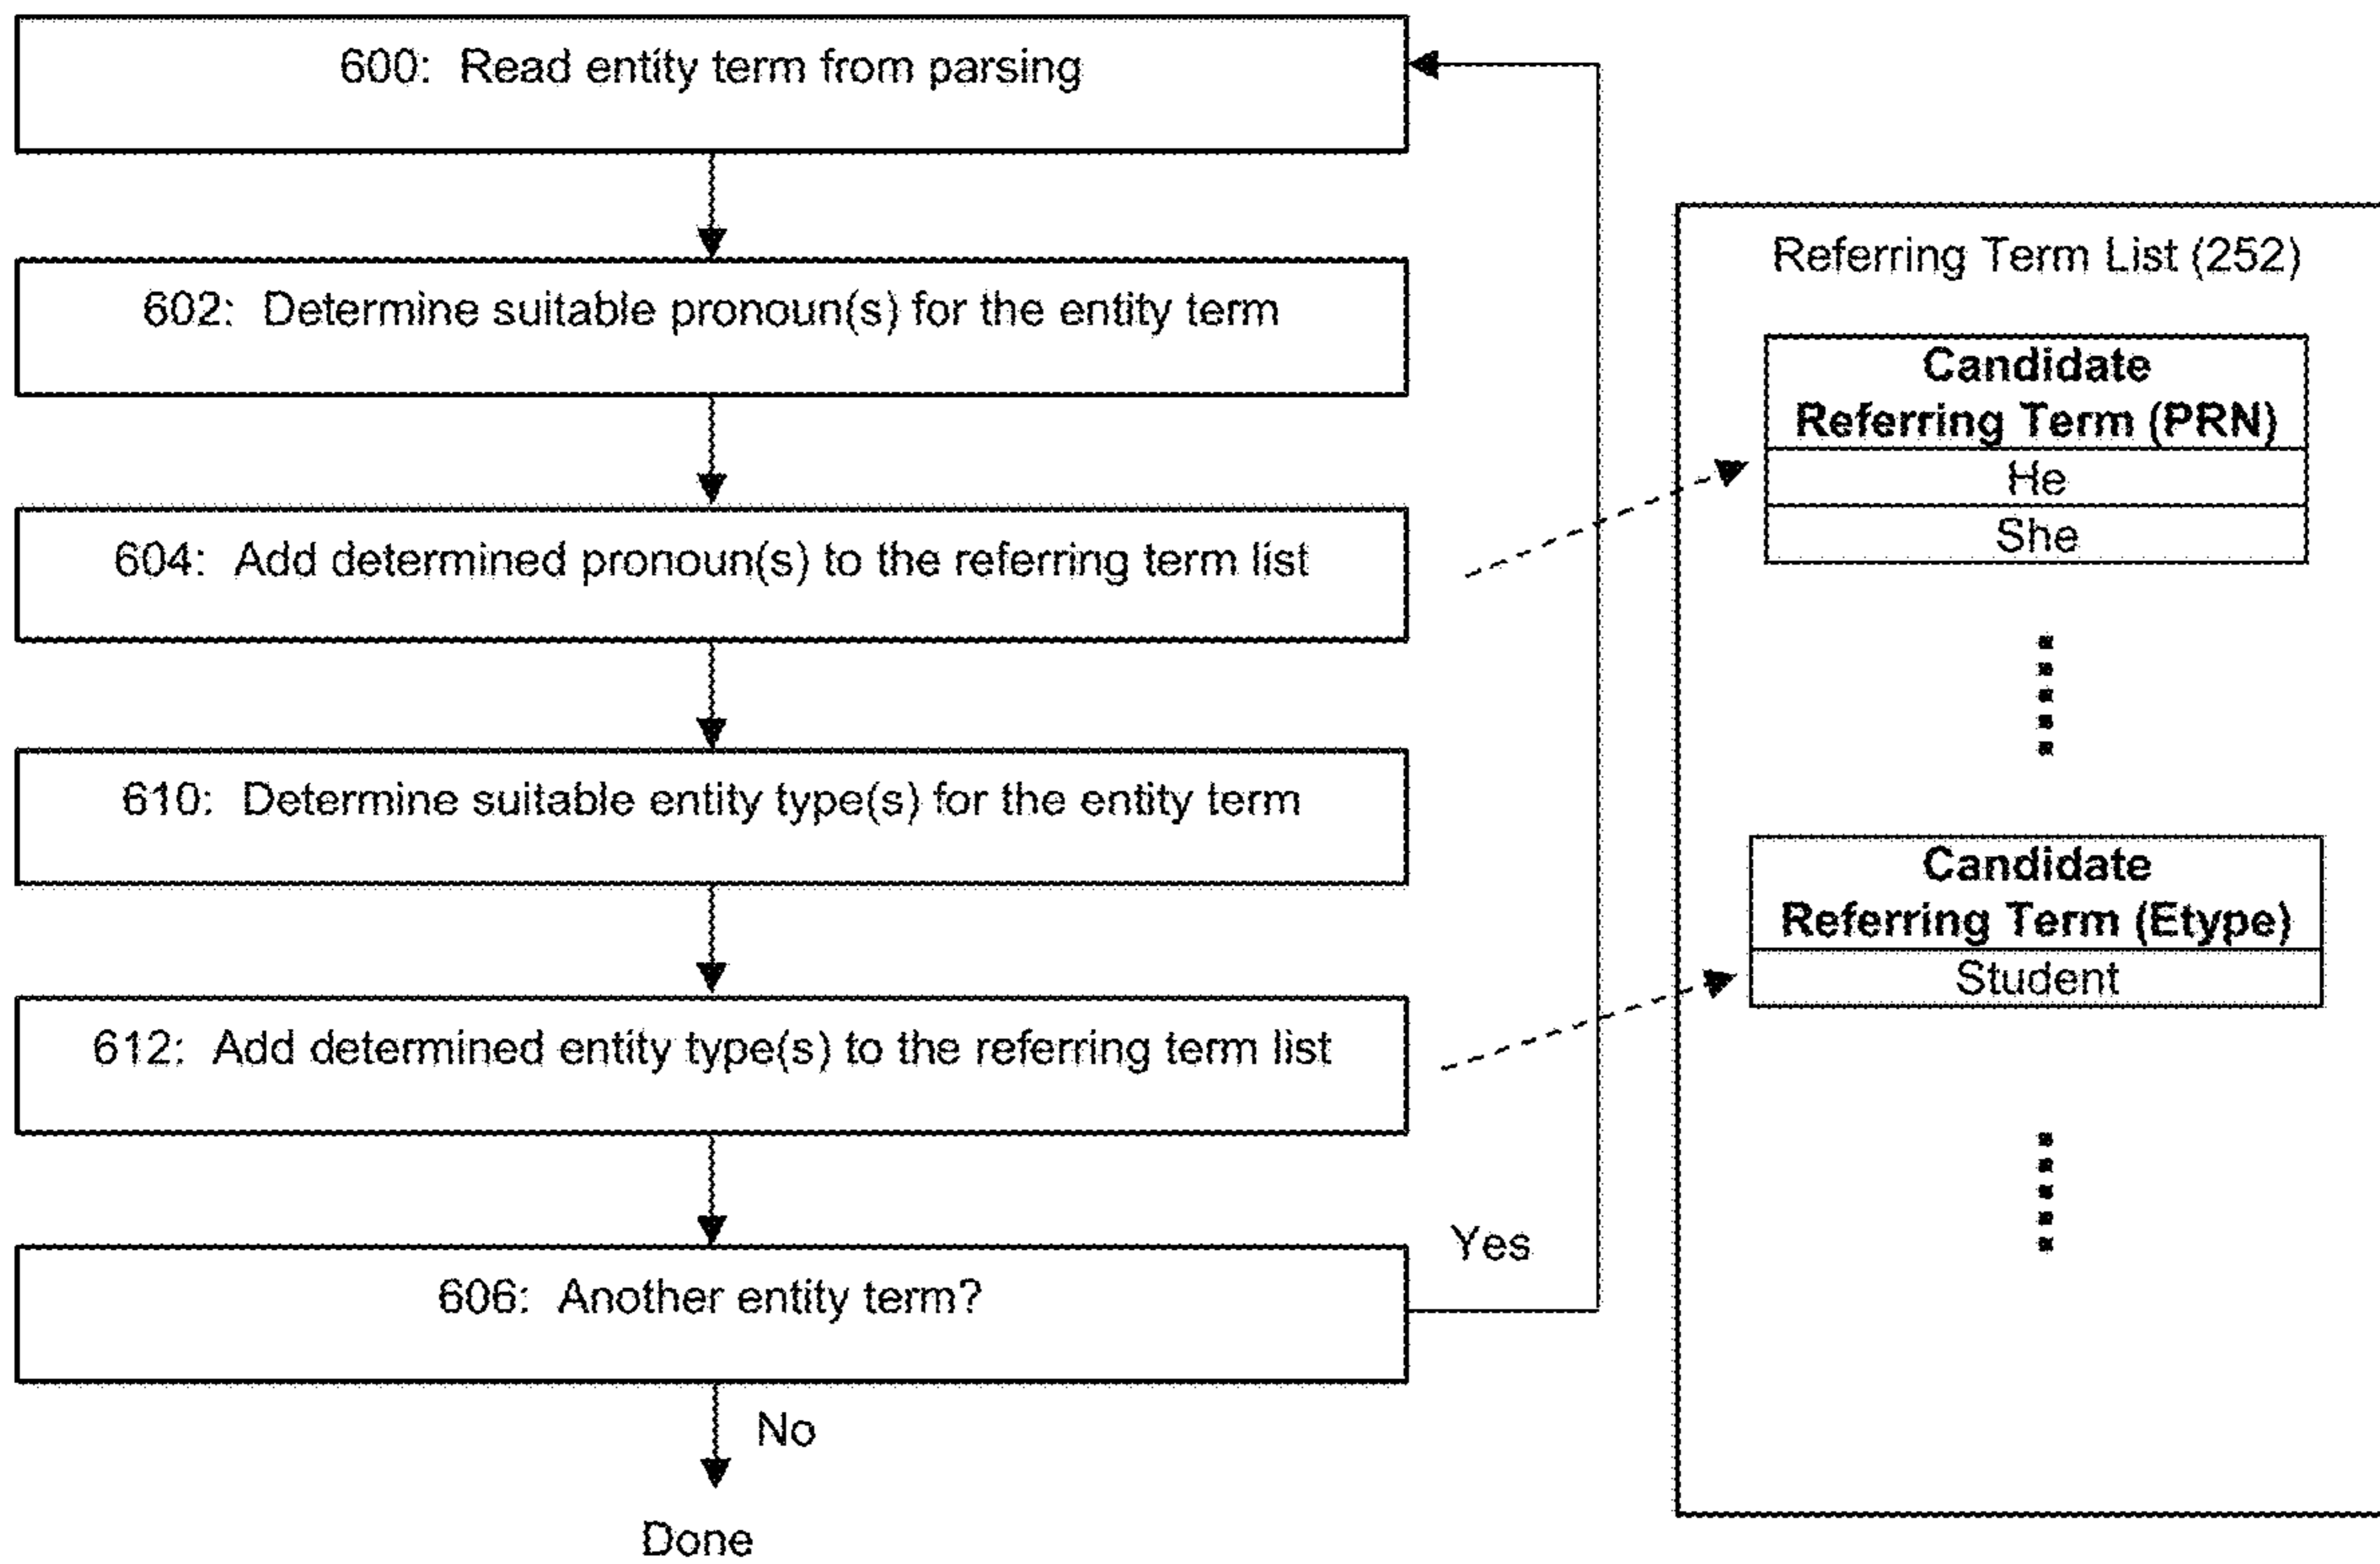 600:  Read entity term from parsing
602:  Determine suitable pronoun(s) for the entity term
604:  Add determined pronoun(s) to the referring term list
610:  Determine suitable entity type(s) for the entity term
612:  Add determined entity type(s) to the referring term list
606:  Another entity term?
Yes
No
Done
Referring Term List (252)
Candidate
Referring Term (PRN)
He
She
Candidate
Referring Term (Etype)
Student